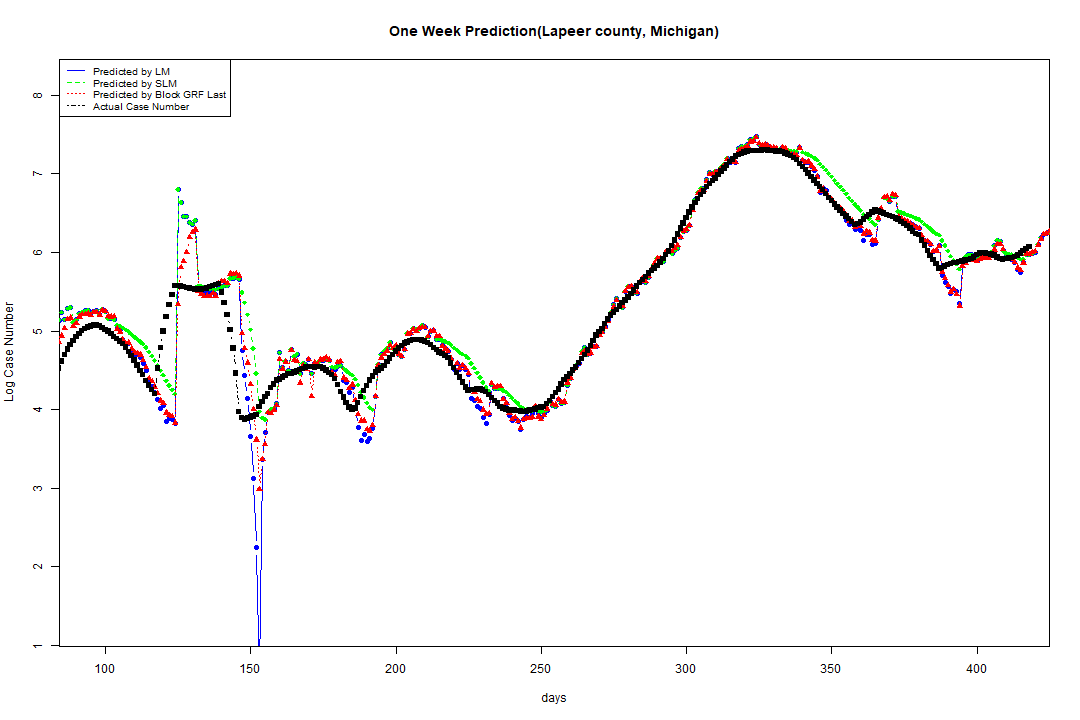 One Week Prediction(Lapeer county, Michigan)
Predicted by LM
Predicted by SLM
Predicted by Block GRF Last
Actual Case Number
8
7
6
5
4
3
2
1
Log Case Number
100 150 200 250 300 350 400
days